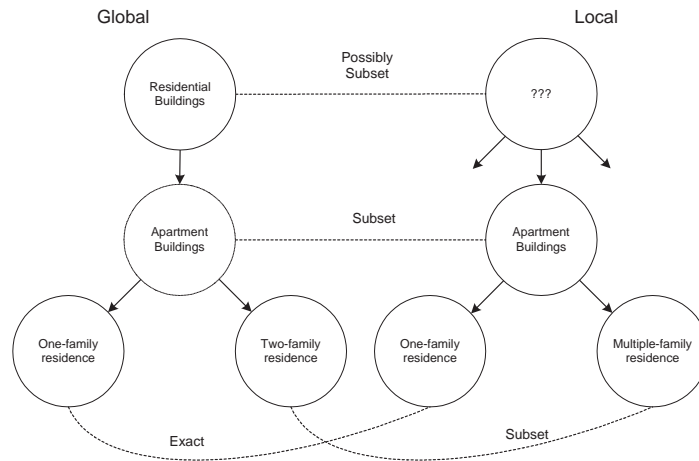 Global
Local
Possibly
Subset
Residential
Buildings
???
Apartment
Buildings
Subset
Apartment
Buildings
One-family
residence
Two-family
residence
One-family
residence
Multiple-family
residence
Exact
Subset